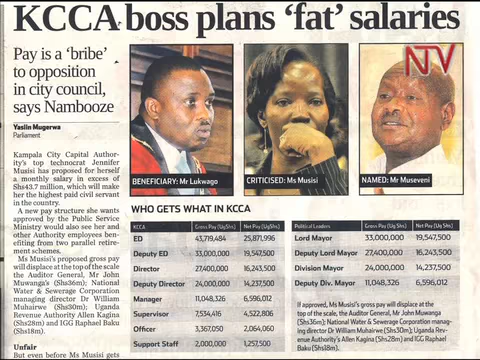 KCCA boss plans ‘fat’ salaries
NTV
Pay is a ‘bribe’
to opposition
in city council,
says Nambooze
Yasiin Mugerwa
Parliament
Kampala City Capital Author-
ity's top technocrat Jennifer
Musisi has proposed for herself
a monthly salary in excess of
Shs43.7 million, which will make
her the highest paid civil servant
in the country.
A new pay structure she wants
approved by the Public Service
Ministry would also see her and
other Authority employees ben-
efiting from two parallel retire-
ment schemes.
Ms Musisi's proposed gross pay
will displace at the top of the scale
the Auditor General, Mr John
Muwanga's (Shs36m); National
Water & Sewerage Corporation
managing director Dr William
Muhairwe (Shs30m); Uganda
Revenue Authority Allen Kagina
(Shs28m) and IGG Raphael Baku
(Shs18m).
Unfair
But even before Ms Musisi gets
BENEFICIARY: Mr Lukwago
CRITICISED: Ms Musisi
NAMED: Mr Museveni
WHO GETS WHAT IN KCCA
KCCA Gross Pay (UgShs) Net Pay (UgShs)
ED 43,719,484 25,871,996
Deputy ED 33,000,000 19,547,500
Director 27,400,000 16,243,500
Deputy Director 24,000,000 14,237,500
Manager 11,048,326 6,596,012
Supervisor 7,534,416 4,522,806
Officer 3,367,050 2,064,060
Support Staff 2,000,000 1,257,500
Political Leaders Gross Pay (UgShs) Net Pay (UgShs)
Lord Mayor 33,000,000 19,547,500
Deputy Lord Mayor 27,400,000 16,243,500
Division Mayor 24,000,000 14,237,500
Deputy Div. Mayor 11,048,326 6,596,012
If approved, Ms Musisi's gross pay will displace at
the top of the scale, the Auditor General, Mr John Muwanga
(Shs36m); National Water & Sewerage Corporation manag-
ing director Dr William Muhairwe (Shs30m); Uganda Rev-
enue Authority's Allen Kagina (Shs28m) and IGG Raphael
Baku (Shs18m).